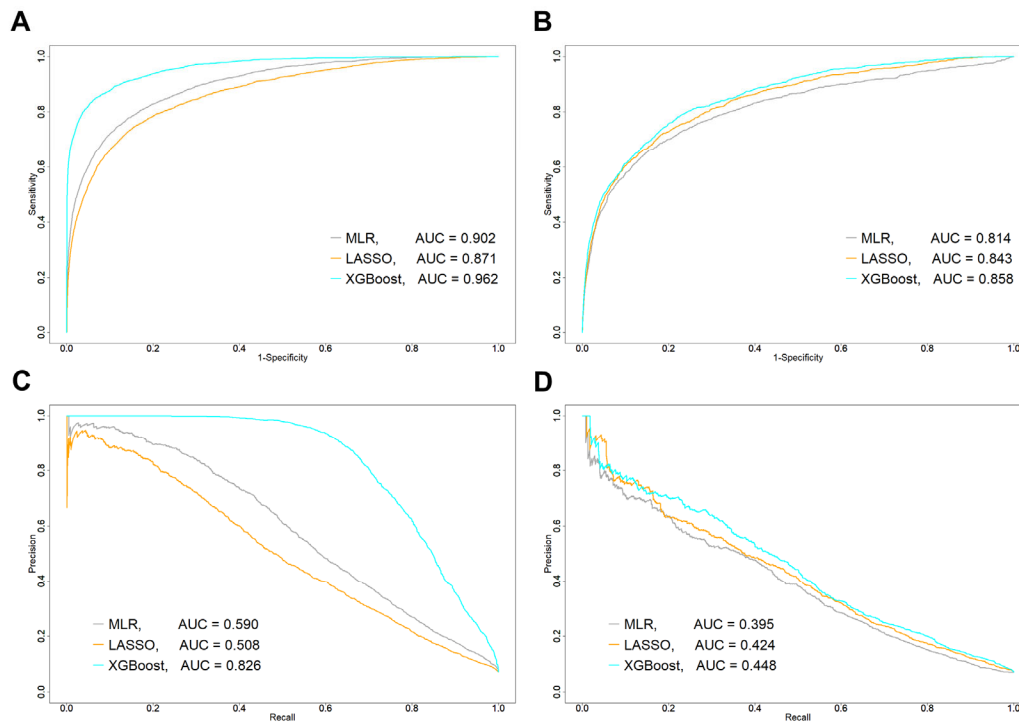 A
1.0
0.8
0.6
0.4
0.2
0.0
Sensitivity
MLR, AUC = 0.902
LASSO, AUC = 0.871
XGBoost, AUC = 0.962
0.0 0.2 0.4 0.6 0.8 1.0
1-Specificity
B
1.0
0.8
0.6
0.4
0.2
0.0
Sensitivity
MLR, AUC = 0.814
LASSO, AUC = 0.843
XGBoost, AUC = 0.858
0.0 0.2 0.4 0.6 0.8 1.0
1-Specificity
C
1.0
0.8
0.6
0.4
0.2
0.0
Precision
MLR, AUC = 0.590
LASSO, AUC = 0.508
XGBoost, AUC = 0.826
0.0 0.2 0.4 0.6 0.8 1.0
Recall
D
1.0
0.8
0.6
0.4
0.2
0.0
Precision
MLR, AUC = 0.395
LASSO, AUC = 0.424
XGBoost, AUC = 0.448
0.0 0.2 0.4 0.6 0.8 1.0
Recall